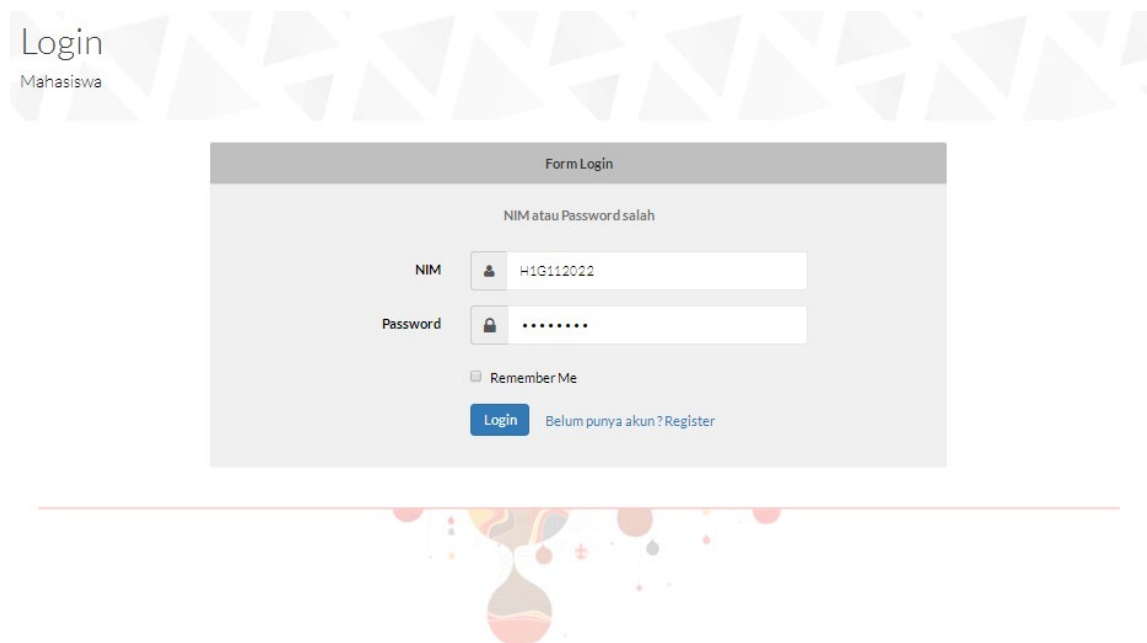 Login
Mahasiswa
Form Login
NIM atau Password salah
NIM
H1G112022
Password
••••••••
Remember Me
Login
Belum punya akun ? Register